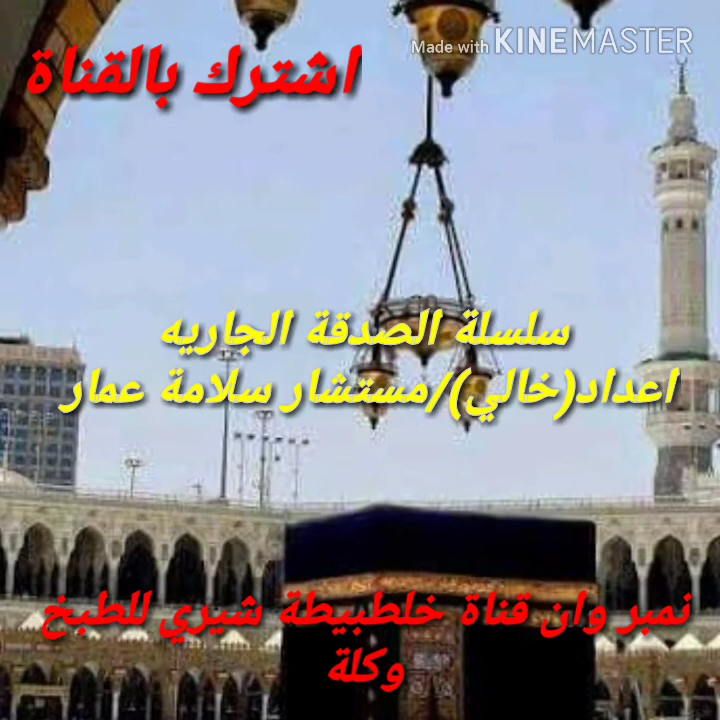 Made with KINEMASTER
اشترك بالقناة
سلسلة الصدقة الجاريه
اعداد(خالي)/مستشار سلامة عمار
نمبر وان قناة خلطبيطة شيري للطبخ
وكلة